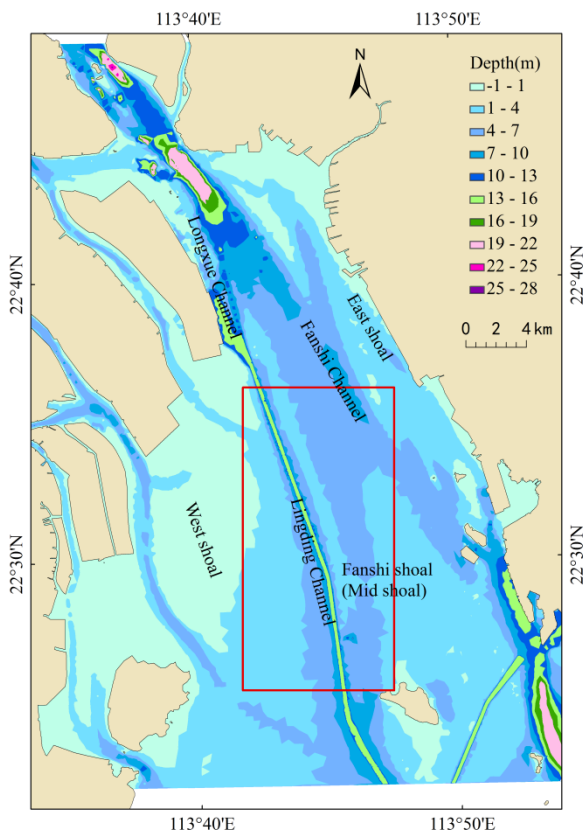 113°40'E
113°50'E
N
Depth(m)
-1 - 1
1 - 4
4 - 7
7 - 10
10 - 13
13 - 16
16 - 19
19 - 22
22 - 25
25 - 28
0 2 4 km
22°40'N
22°40'N
Longxue Channel
East shoal
Fanshi Channel
West shoal
Lingding Channel
Fanshi shoal
(Mid shoal)
22°30'N
22°30'N
113°40'E
113°50'E